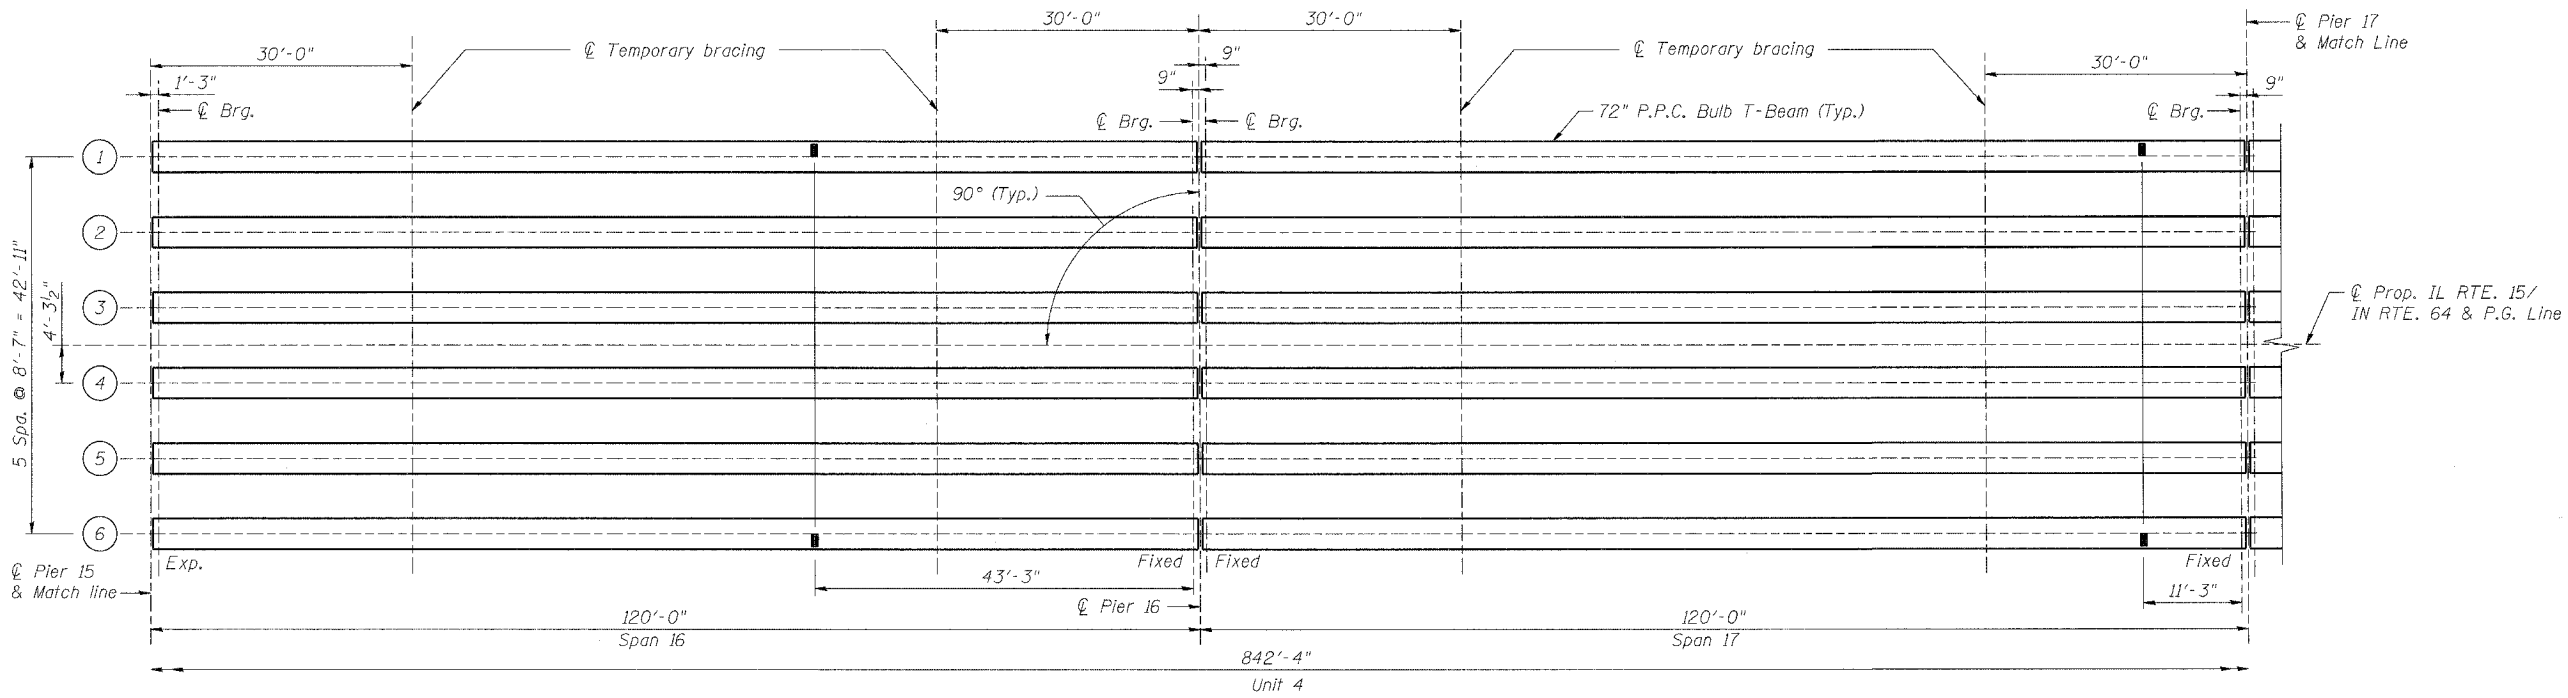 30'-0"
30'-0"
℄ Pier 17
& Match Line
30'-0"
℄ Temporary bracing
9"
℄ Temporary bracing
30'-0"
1'-3"
9"
9"
℄ Brg.
℄ Brg.
℄ Brg.
72" P.P.C. Bulb T-Beam (Typ.)
℄ Brg.
1
90° (Typ.)
2
5 Spa. @ 8'-7" = 42'-11"
4'-3½"
3
℄ Prop. IL RTE. 15/
IN RTE. 64 & P.G. Line
4
5
6
Exp.
Fixed
Fixed
Fixed
℄ Pier 15
& Match line
43'-3"
11'-3"
℄ Pier 16
120'-0"
Span 16
120'-0"
Span 17
842'-4"
Unit 4